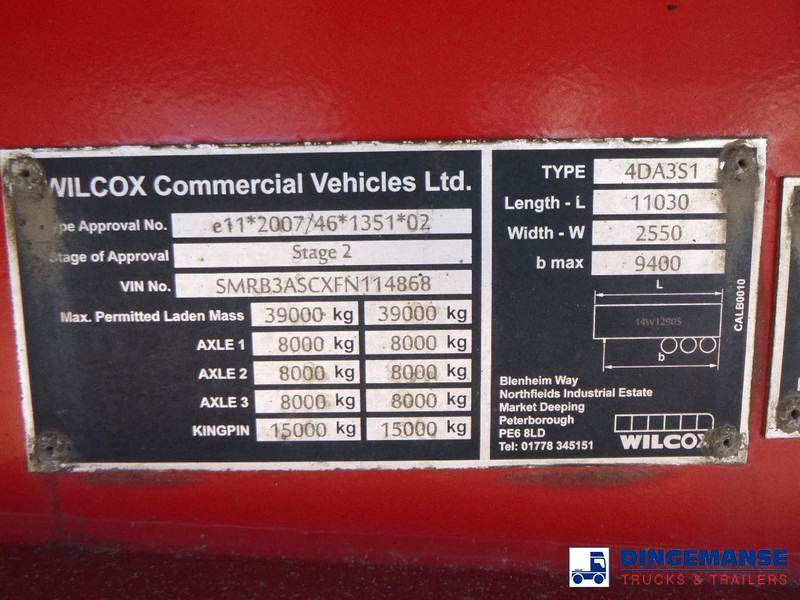 WILCOX Commercial Vehicles Ltd.
Type Approval No. e11*2007/46*1351*02
Stage of Approval Stage 2
VIN No. SMRB3ASCXFN114868
Max. Permitted Laden Mass 39000 kg 39000 kg
AXLE 1 8000 kg 8000 kg
AXLE 2 8000 kg 8000 kg
AXLE 3 8000 kg 8000 kg
KINGPIN 15000 kg 15000 kg
TYPE 4DA3S1
Length - L 11030
Width - W 2550
b max 9400
L
14W12905
b
CALB0010
Blenheim Way
Northfields Industrial Estate
Market Deeping
Peterborough
PE6 8LD
Tel: 01778 345151
WILCOX
DINGEMANSE
TRUCKS & TRAILERS